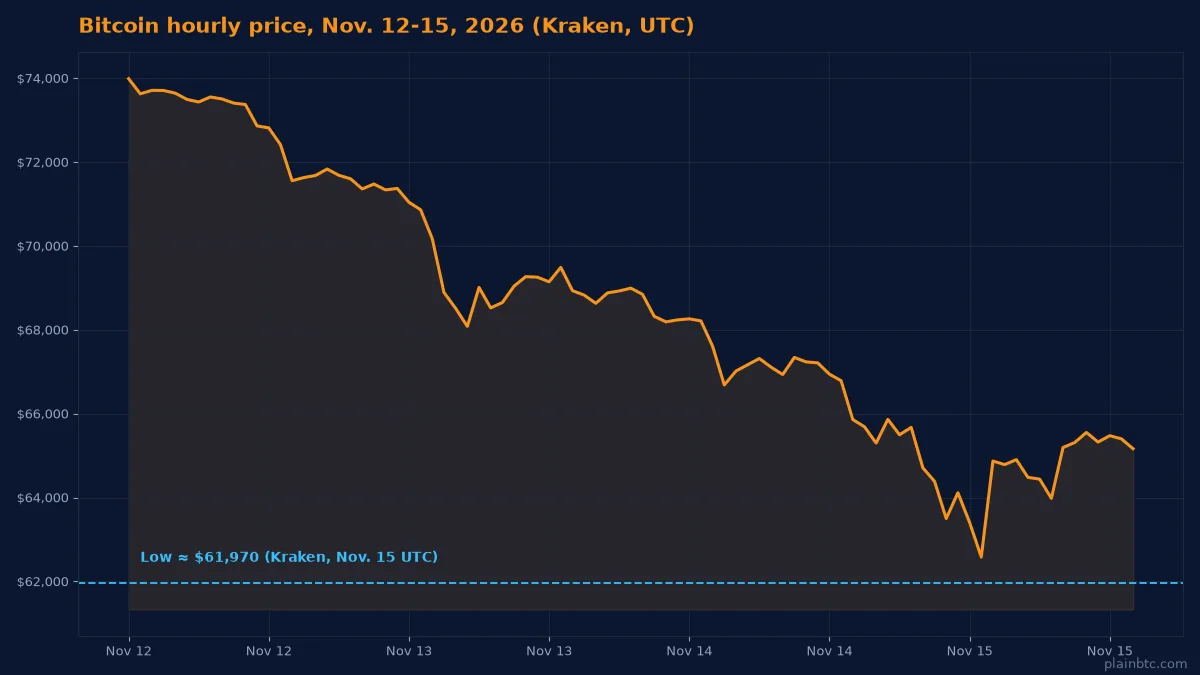 Bitcoin hourly price, Nov. 12-15, 2026 (Kraken, UTC)
$74,000
$72,000
$70,000
$68,000
$66,000
$64,000
$62,000
Low ≈ $61,970 (Kraken, Nov. 15 UTC)
Nov 12 Nov 12 Nov 13 Nov 13 Nov 14 Nov 14 Nov 15 Nov 15
plainbtc.com